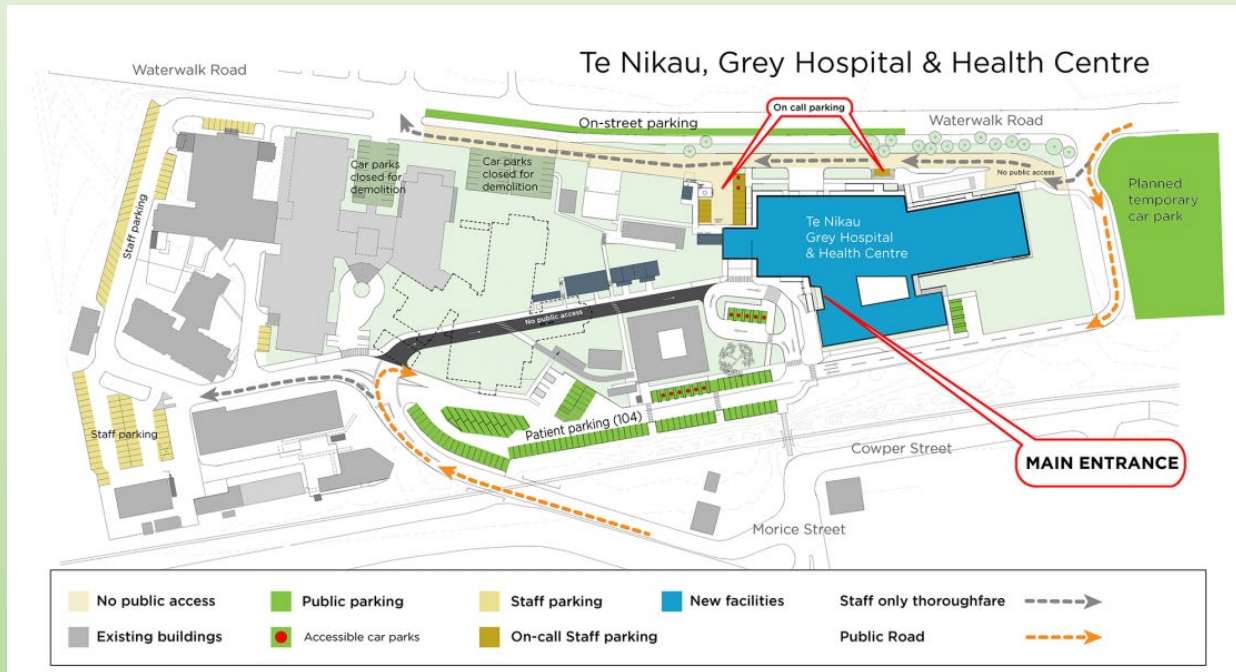 Te Nikau, Grey Hospital & Health Centre
Waterwalk Road
On call parking
On-street parking
Waterwalk Road
Car parks
closed for
demolition
Car parks
closed for
demolition
No public access
Planned
temporary
car park
Staff parking
Te Nikau
Grey Hospital
& Health Centre
No public access
Patient parking (104)
Staff parking
Cowper Street
MAIN ENTRANCE
Morice Street
No public access
Public parking
Staff parking
New facilities
Staff only thoroughfare
Existing buildings
Accessible car parks
On-call Staff parking
Public Road